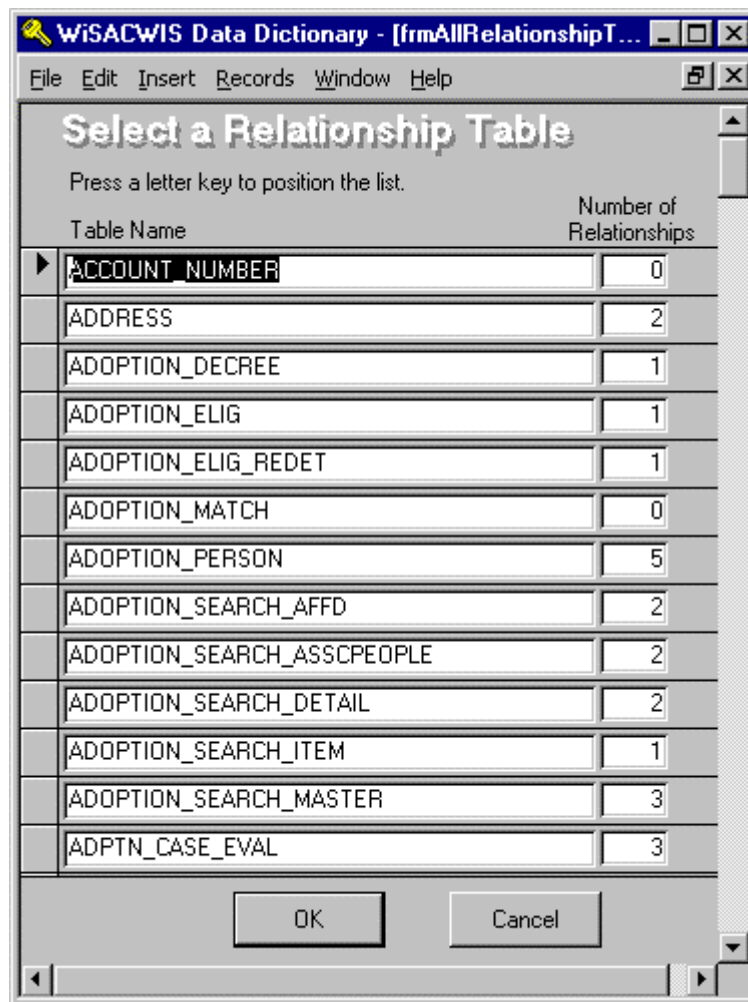 WiSACWIS Data Dictionary - [frmAllRelationshipT...
File Edit Insert Records Window Help
Select a Relationship Table
Press a letter key to position the list.
Table Name Number of Relationships
ACCOUNT_NUMBER 0
ADDRESS 2
ADOPTION_DECREE 1
ADOPTION_ELIG 1
ADOPTION_ELIG_REDET 1
ADOPTION_MATCH 0
ADOPTION_PERSON 5
ADOPTION_SEARCH_AFFD 2
ADOPTION_SEARCH_ASSCPEOPLE 2
ADOPTION_SEARCH_DETAIL 2
ADOPTION_SEARCH_ITEM 1
ADOPTION_SEARCH_MASTER 3
ADPTN_CASE_EVAL 3
OK Cancel